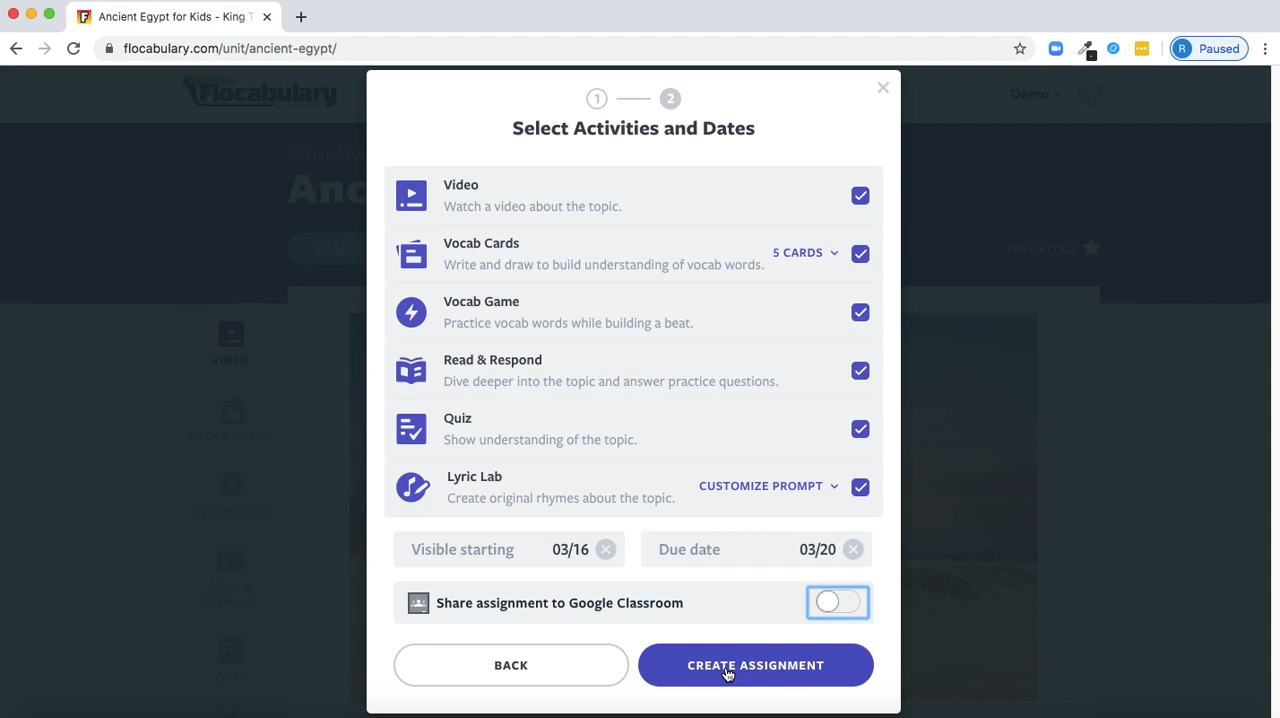 Ancient Egypt for Kids - King T
flocabulary.com/unit/ancient-egypt/
R Paused
Flocabulary
Demo
SOCIAL STU
Anc
ASSIG
FAVORITED
VIDEO
VOCAB CARDS
VOCAB GAME
READ &
RESPOND
QUIZ
1 2
Select Activities and Dates
Video
Watch a video about the topic.
Vocab Cards
Write and draw to build understanding of vocab words.
5 CARDS
Vocab Game
Practice vocab words while building a beat.
Read & Respond
Dive deeper into the topic and answer practice questions.
Quiz
Show understanding of the topic.
Lyric Lab
Create original rhymes about the topic.
CUSTOMIZE PROMPT
Visible starting 03/16
Due date 03/20
Share assignment to Google Classroom
BACK
CREATE ASSIGNMENT